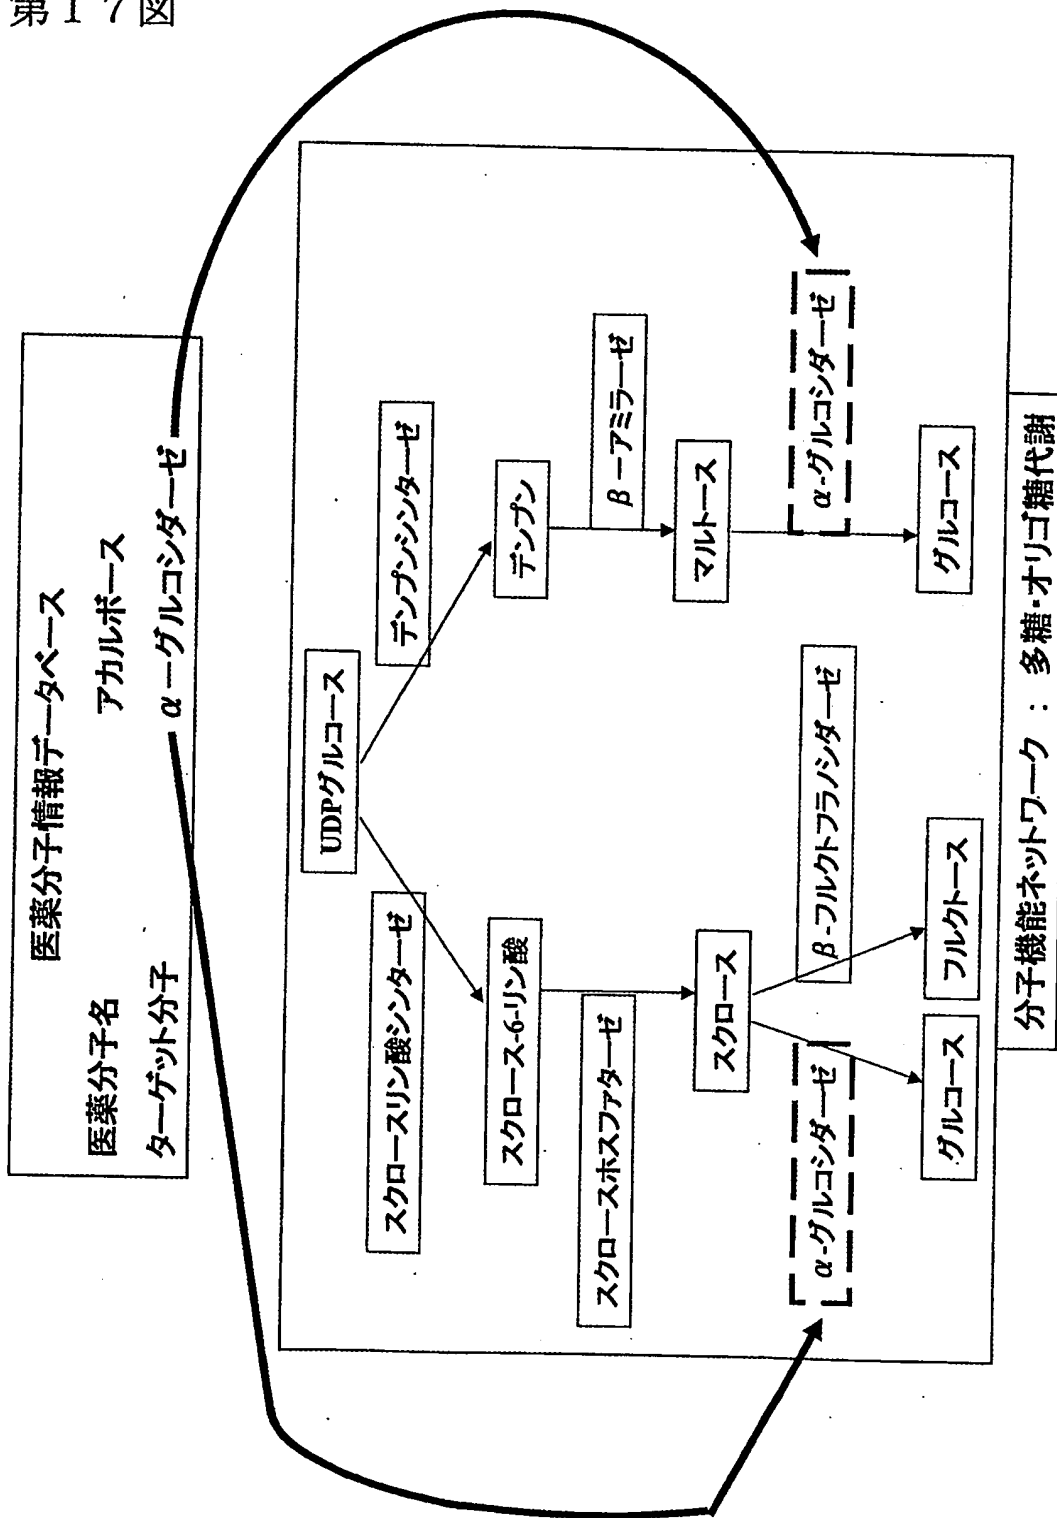 第１７図
医薬分子情報データベース
医薬分子名 アカルボース
ターゲット分子 α－グルコシダーゼ
UDPグルコース
スクロースリン酸シンターゼ
デンプンシンターゼ
スクロース-6-リン酸
デンプン
スクロースホスファターゼ
β－アミラーゼ
スクロース
マルトース
α-グルコシダーゼ
β-フルクトフラノシダーゼ
α-グルコシダーゼ
グルコース
フルクトース
グルコース
分子機能ネットワーク ： 多糖・オリゴ糖代謝